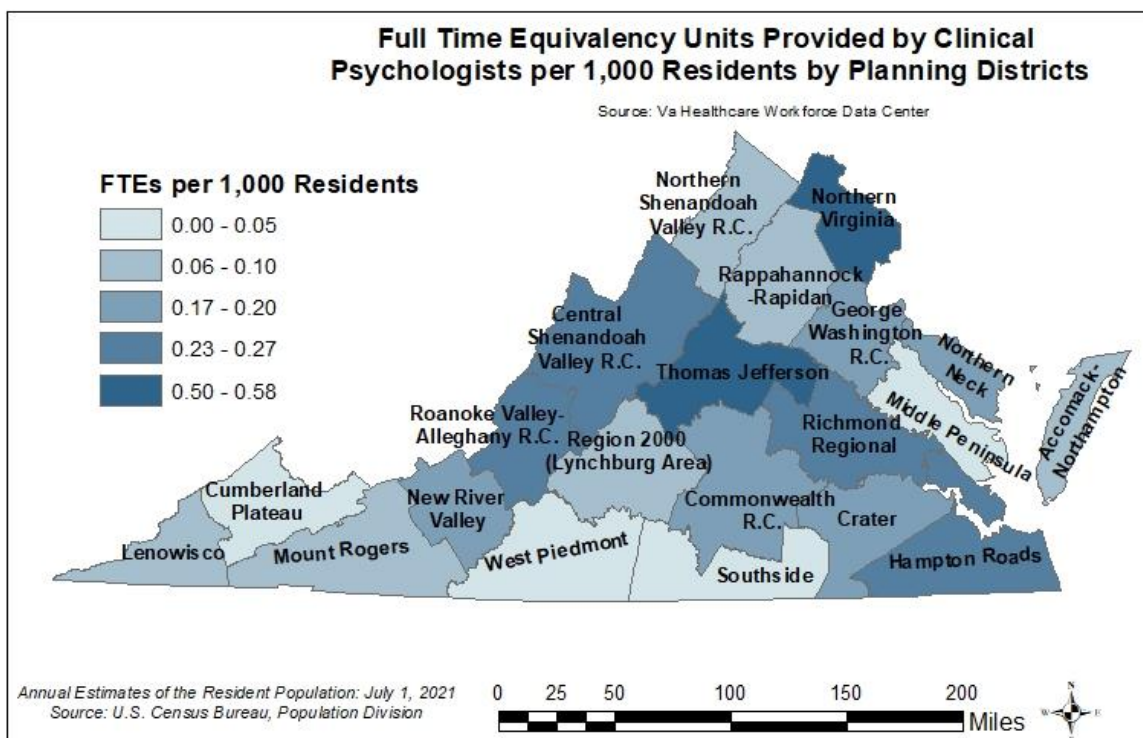 Full Time Equivalency Units Provided by Clinical
Psychologists per 1,000 Residents by Planning Districts
Source: Va Healthcare Workforce Data Center
FTEs per 1,000 Residents
0.00 - 0.05
0.06 - 0.10
0.17 - 0.20
0.23 - 0.27
0.50 - 0.58
Northern
Shenandoah
Valley R.C.
Northern
Virginia
Rappahannock
-Rapidan
Central
Shenandoah
Valley R.C.
George
Washington
R.C.
Northern
Neck
Thomas Jefferson
Middle Peninsula
Accomack-
Northampton
Roanoke Valley-
Alleghany R.C.
Region 2000
(Lynchburg Area)
Richmond
Regional
Cumberland
Plateau
New River
Valley
Commonwealth
R.C.
Crater
Lenowisco
Mount Rogers
West Piedmont
Southside
Hampton Roads
Annual Estimates of the Resident Population: July 1, 2021
Source: U.S. Census Bureau, Population Division
0 25 50 100 150 200
Miles
N
W E